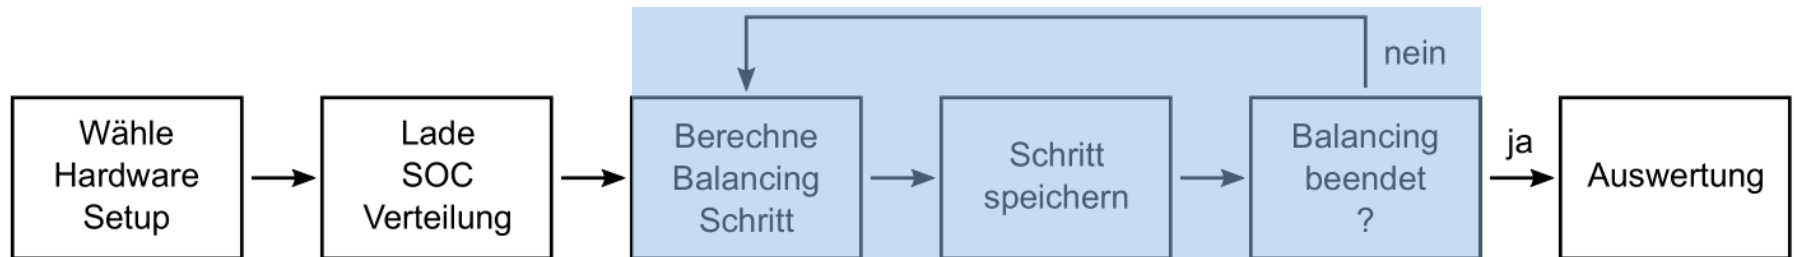 Wähle
Hardware
Setup
Lade
SOC
Verteilung
Berechne
Balancing
Schritt
Schritt
speichern
Balancing
beendet
?
nein
ja
Auswertung